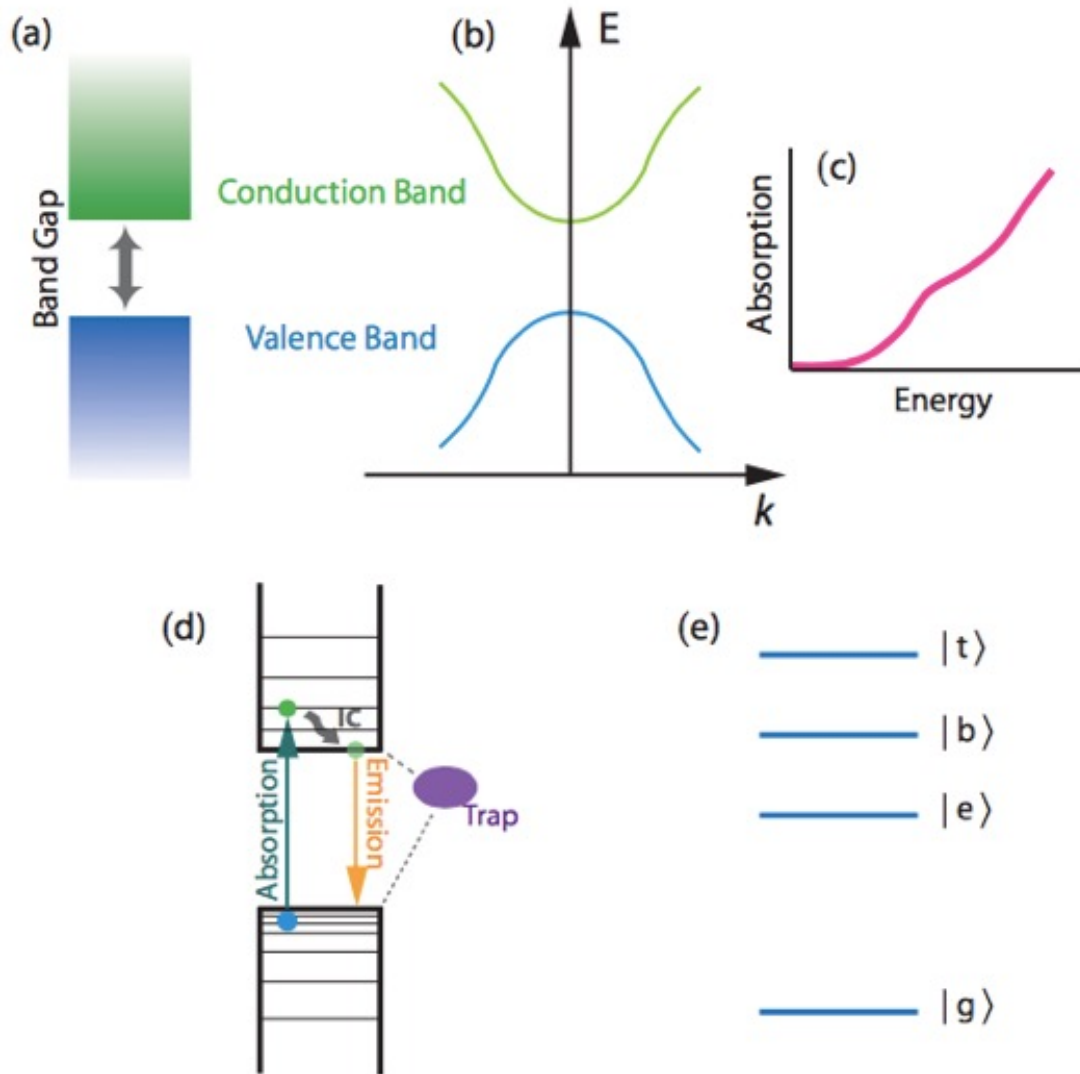 (a)
Band Gap
Conduction Band
Valence Band
(b)
E
k
(c)
Absorption
Energy
(d)
IC
Absorption
Emission
Trap
(e)
|t⟩
|b⟩
|e⟩
|g⟩